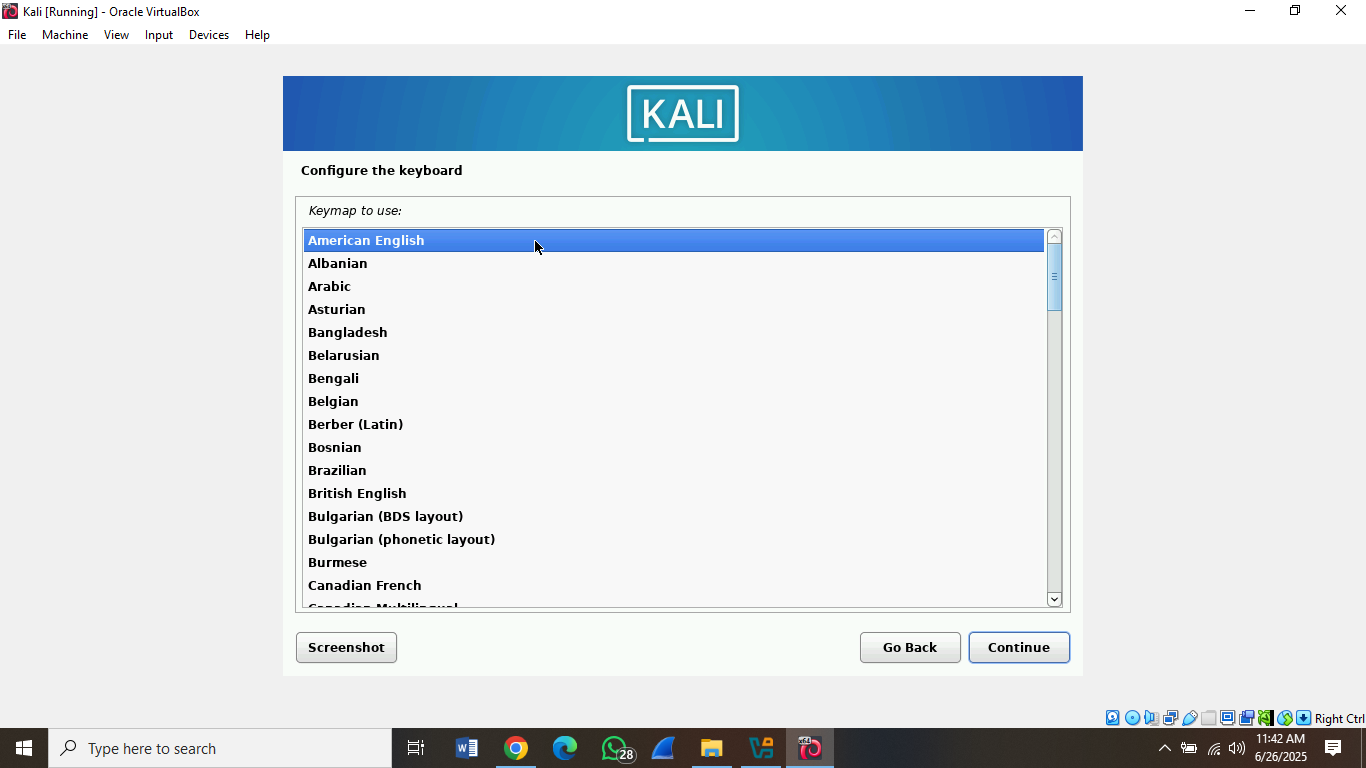 Kali [Running] - Oracle VirtualBox
File Machine View Input Devices Help
KALI
Configure the keyboard
Keymap to use:
American English
Albanian
Arabic
Asturian
Bangladesh
Belarusian
Bengali
Belgian
Berber (Latin)
Bosnian
Brazilian
British English
Bulgarian (BDS layout)
Bulgarian (phonetic layout)
Burmese
Canadian French
Canadian Multilingual
Screenshot Go Back Continue
Right Ctrl
Type here to search 28 11:42 AM
6/26/2025